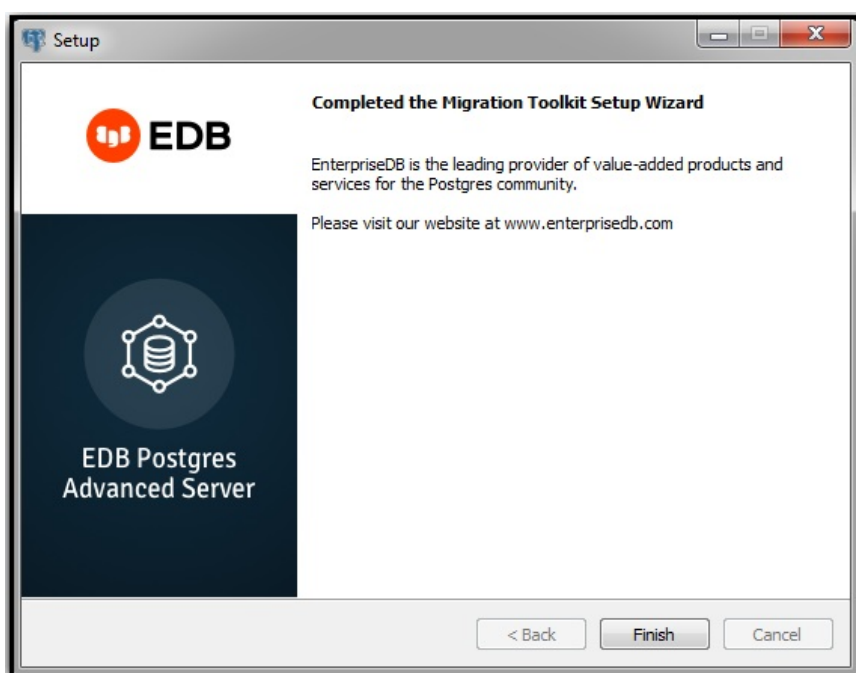 Setup
EDB
Completed the Migration Toolkit Setup Wizard
EnterpriseDB is the leading provider of value-added products and
services for the Postgres community.
Please visit our website at www.enterprisedb.com
EDB Postgres
Advanced Server
< Back
Finish
Cancel